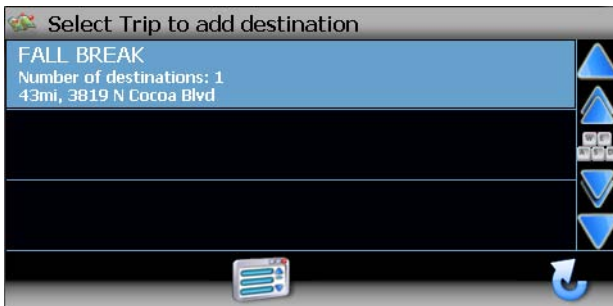 Select Trip to add destination
FALL BREAK
Number of destinations: 1
43mi, 3819 N Cocoa Blvd